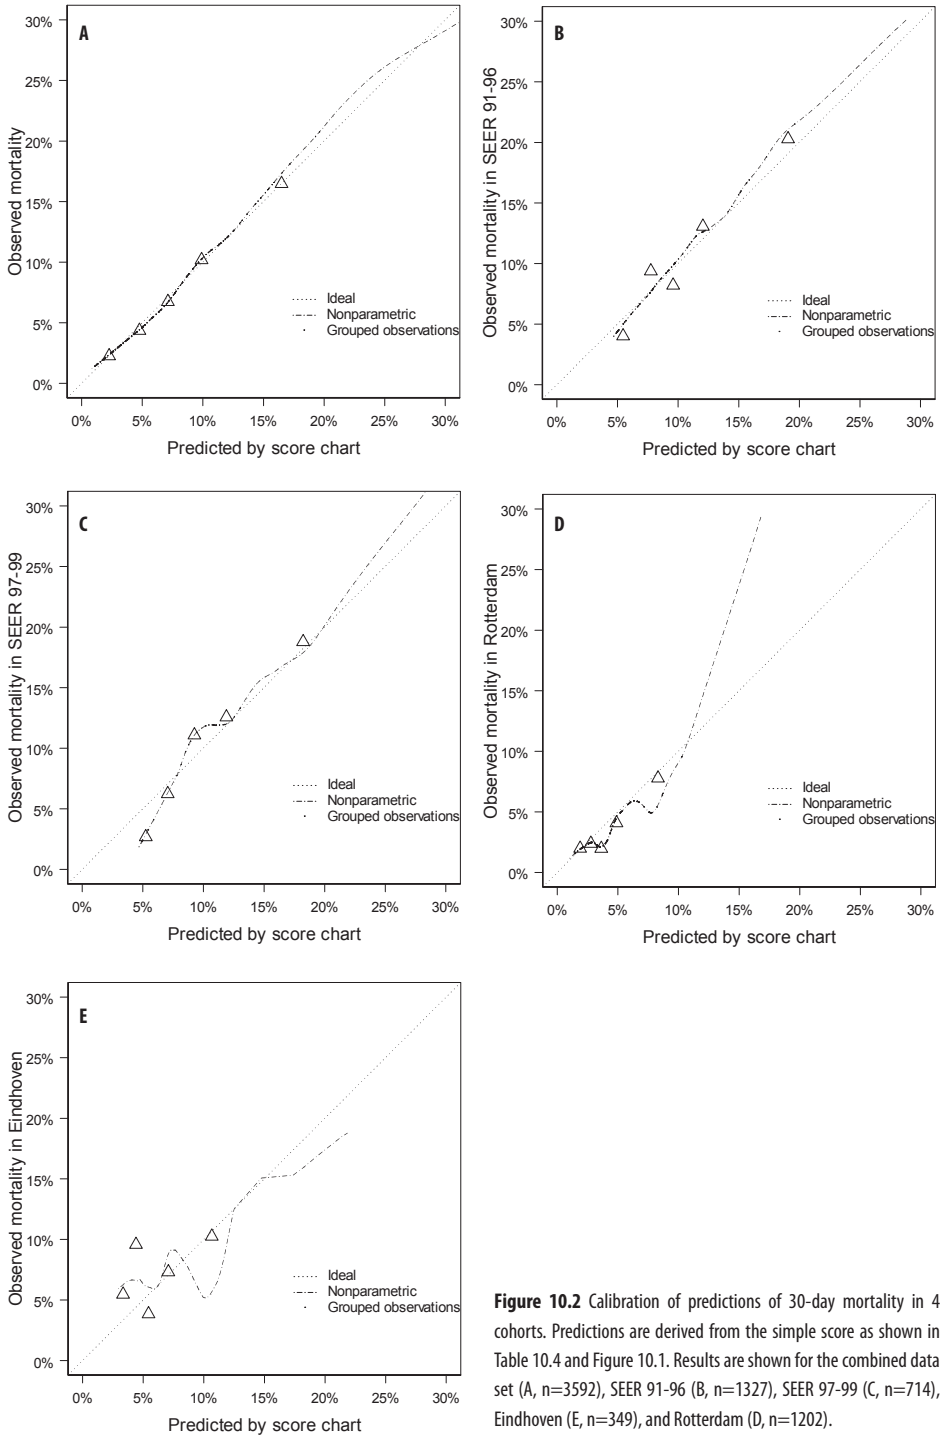 A
Observed mortality
30%
25%
20%
15%
10%
5%
0%
Ideal
Nonparametric
Grouped observations
0% 5% 10% 15% 20% 25% 30%
Predicted by score chart
B
Observed mortality in SEER 91-96
30%
25%
20%
15%
10%
5%
0%
Ideal
Nonparametric
Grouped observations
0% 5% 10% 15% 20% 25% 30%
Predicted by score chart
C
Observed mortality in SEER 97-99
30%
25%
20%
15%
10%
5%
0%
Ideal
Nonparametric
Grouped observations
0% 5% 10% 15% 20% 25% 30%
Predicted by score chart
D
Observed mortality in Rotterdam
30%
25%
20%
15%
10%
5%
0%
Ideal
Nonparametric
Grouped observations
0% 5% 10% 15% 20% 25% 30%
Predicted by score chart
E
Observed mortality in Eindhoven
30%
25%
20%
15%
10%
5%
0%
Ideal
Nonparametric
Grouped observations
0% 5% 10% 15% 20% 25% 30%
Predicted by score chart
Figure 10.2 Calibration of predictions of 30-day mortality in 4
cohorts. Predictions are derived from the simple score as shown in
Table 10.4 and Figure 10.1. Results are shown for the combined data
set (A, n=3592), SEER 91-96 (B, n=1327), SEER 97-99 (C, n=714),
Eindhoven (E, n=349), and Rotterdam (D, n=1202).